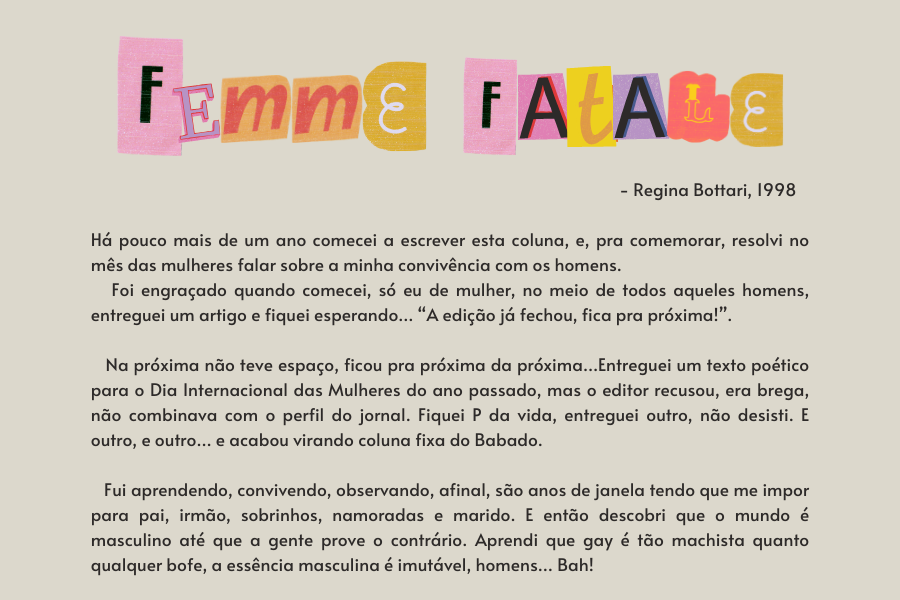 FEmmE FATALE
- Regina Bottari, 1998
Há pouco mais de um ano comecei a escrever esta coluna, e, pra comemorar, resolvi no
mês das mulheres falar sobre a minha convivência com os homens.
Foi engraçado quando comecei, só eu de mulher, no meio de todos aqueles homens,
entreguei um artigo e fiquei esperando... “A edição já fechou, fica pra próxima!”.
Na próxima não teve espaço, ficou pra próxima da próxima...Entreguei um texto poético
para o Dia Internacional das Mulheres do ano passado, mas o editor recusou, era brega,
não combinava com o perfil do jornal. Fiquei P da vida, entreguei outro, não desisti. E
outro, e outro... e acabou virando coluna fixa do Babado.
Fui aprendendo, convivendo, observando, afinal, são anos de janela tendo que me impor
para pai, irmão, sobrinhos, namoradas e marido. E então descobri que o mundo é
masculino até que a gente prove o contrário. Aprendi que gay é tão machista quanto
qualquer bofe, a essência masculina é imutável, homens... Bah!